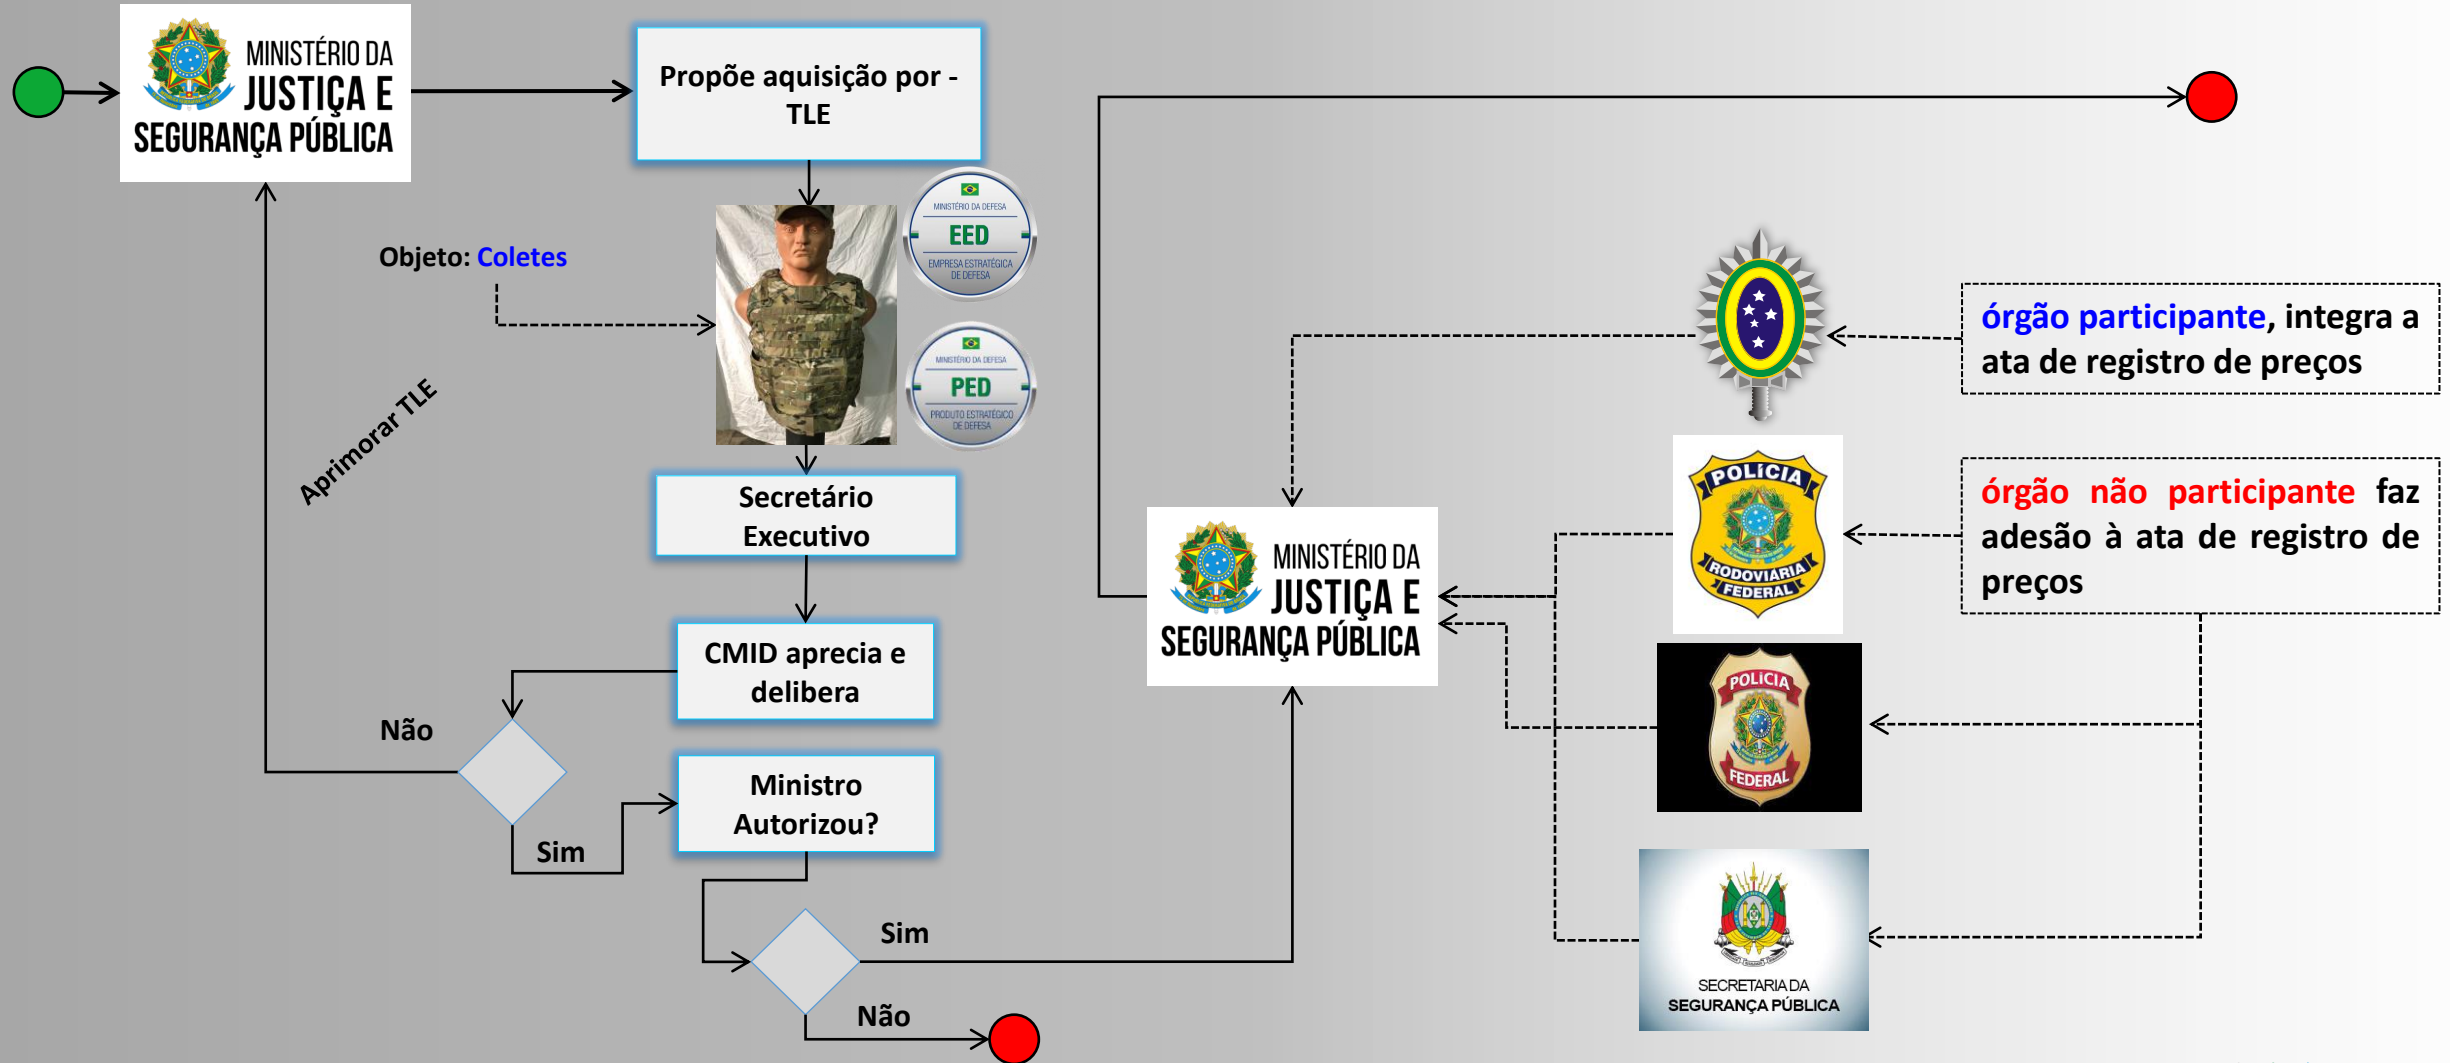 MINISTÉRIO DA
JUSTIÇA E
SEGURANÇA PÚBLICA
Propõe aquisição por -
TLE
Objeto: Coletes
MINISTÉRIO DA DEFESA
EED
EMPRESA ESTRATÉGICA
DE DEFESA
MINISTÉRIO DA DEFESA
PED
PRODUTO ESTRATÉGICO
DE DEFESA
Aprimorar TLE
Secretário
Executivo
CMID aprecia e
delibera
Não
Sim
Ministro
Autorizou?
Sim
Não
MINISTÉRIO DA
JUSTIÇA E
SEGURANÇA PÚBLICA
órgão participante, integra a
ata de registro de preços
POLÍCIA
RODOVIÁRIA
FEDERAL
órgão não participante faz
adesão à ata de registro de
preços
POLÍCIA
FEDERAL
SECRETARIA DA
SEGURANÇA PÚBLICA